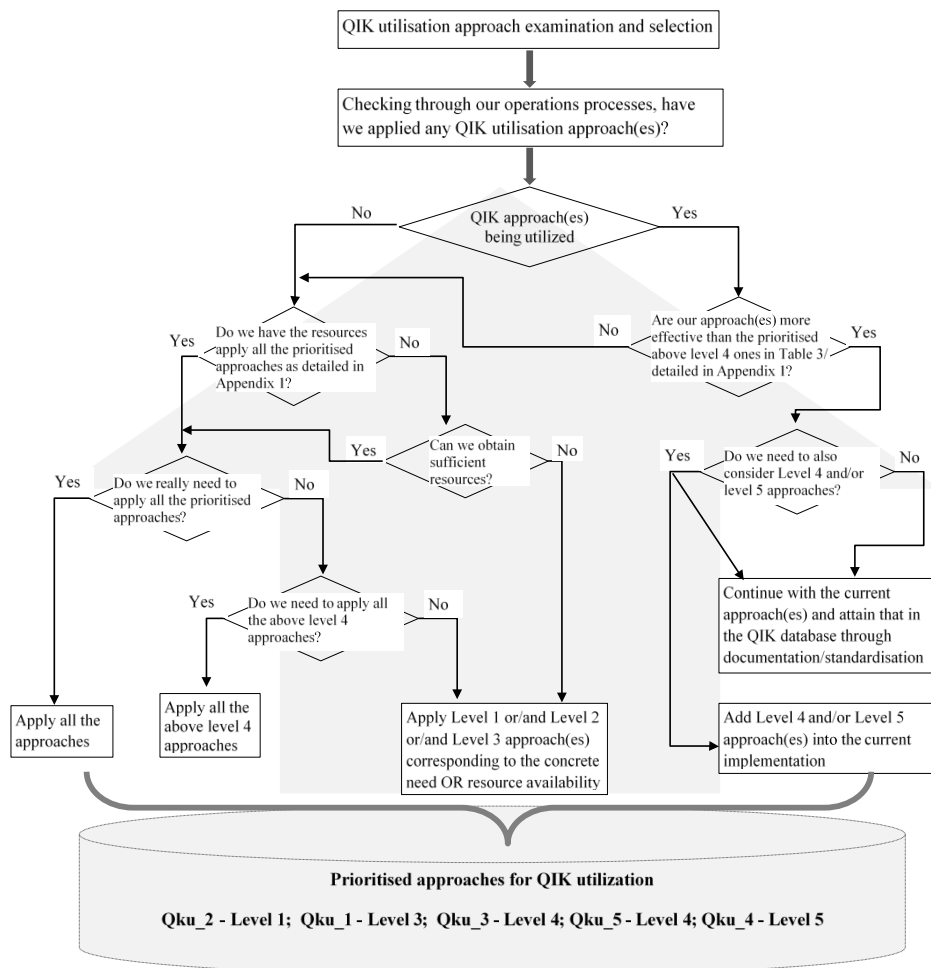 QIK utilisation approach examination and selection
Checking through our operations processes, have
we applied any QIK utilisation approach(es)?
No
QIK approach(es)
being utilized
Yes
Yes
Do we have the resources
apply all the prioritised
approaches as detailed in
Appendix 1?
No
No
Are our approach(es) more
effective than the prioritised
above level 4 ones in Table 3/
detailed in Appendix 1?
Yes
Yes
Can we obtain
sufficient
resources?
No
Yes
Do we need to also
consider Level 4 and/or
level 5 approaches?
No
Yes
Do we really need to
apply all the prioritised
approaches?
No
Yes
Do we need to apply all
the above level 4
approaches?
No
Continue with the current
approach(es) and attain that in
the QIK database through
documentation/standardisation
Apply all the
approaches
Apply all the
above level 4
approaches
Apply Level 1 or/and Level 2
or/and Level 3 approach(es)
corresponding to the concrete
need OR resource availability
Add Level 4 and/or Level 5
approach(es) into the current
implementation
Prioritised approaches for QIK utilization
Qku_2 - Level 1; Qku_1 - Level 3; Qku_3 - Level 4; Qku_5 - Level 4; Qku_4 - Level 5